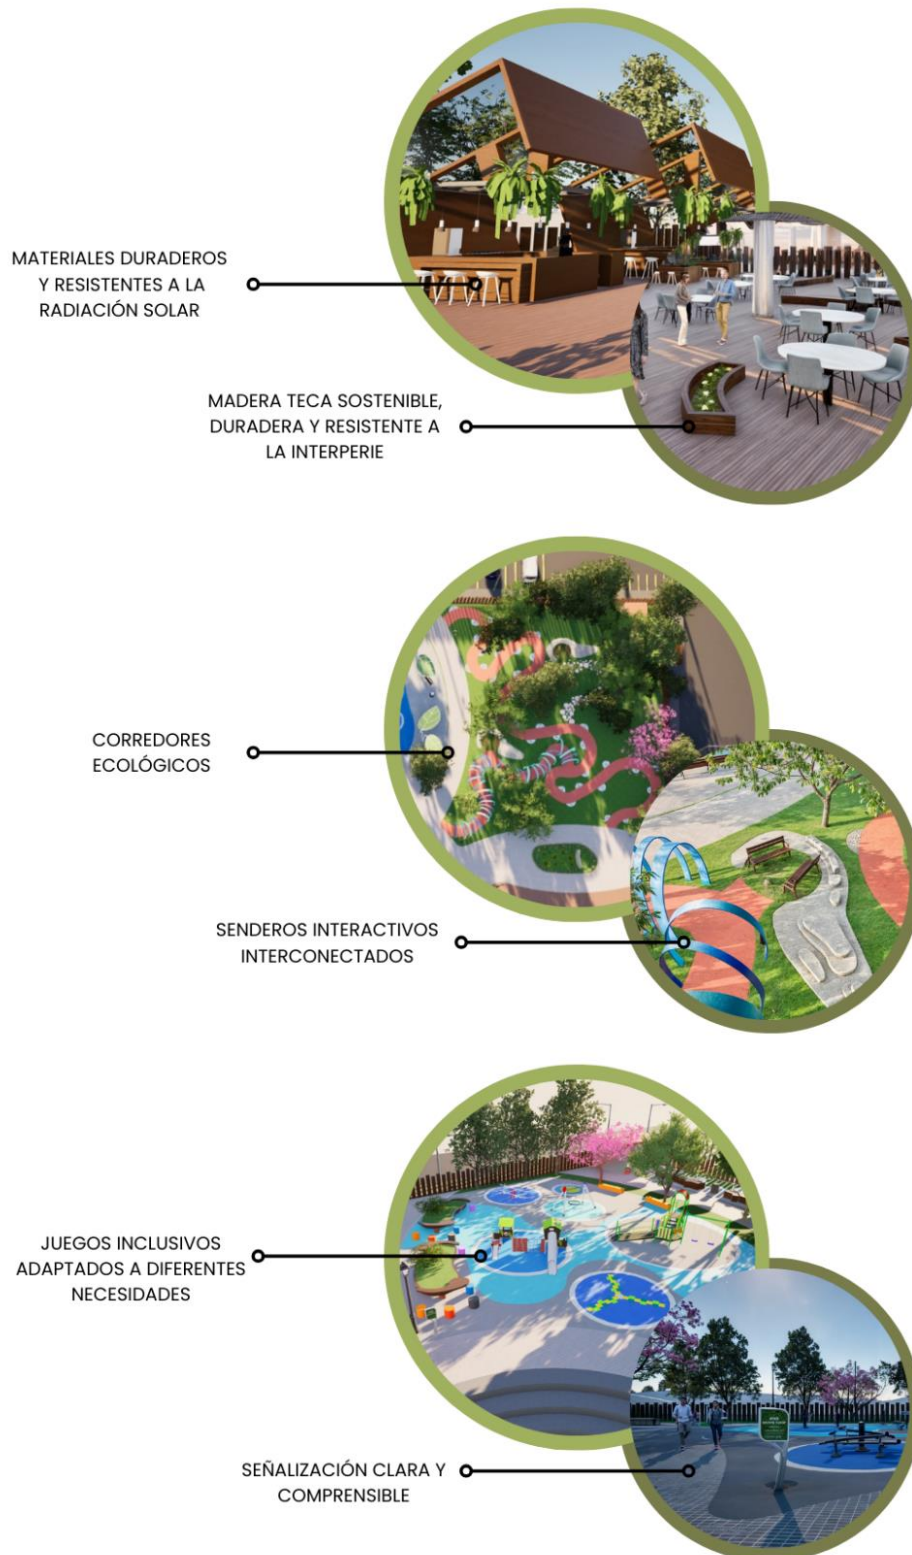 MATERIALES DURADEROS
Y RESISTENTES A LA
RADIACIÓN SOLAR
MADERA TECA SOSTENIBLE,
DURADERA Y RESISTENTE A
LA INTERPERIE
CORREDORES
ECOLÓGICOS
SENDEROS INTERACTIVOS
INTERCONECTADOS
JUEGOS INCLUSIVOS
ADAPTADOS A DIFERENTES
NECESIDADES
SEÑALIZACIÓN CLARA Y
COMPRENSIBLE